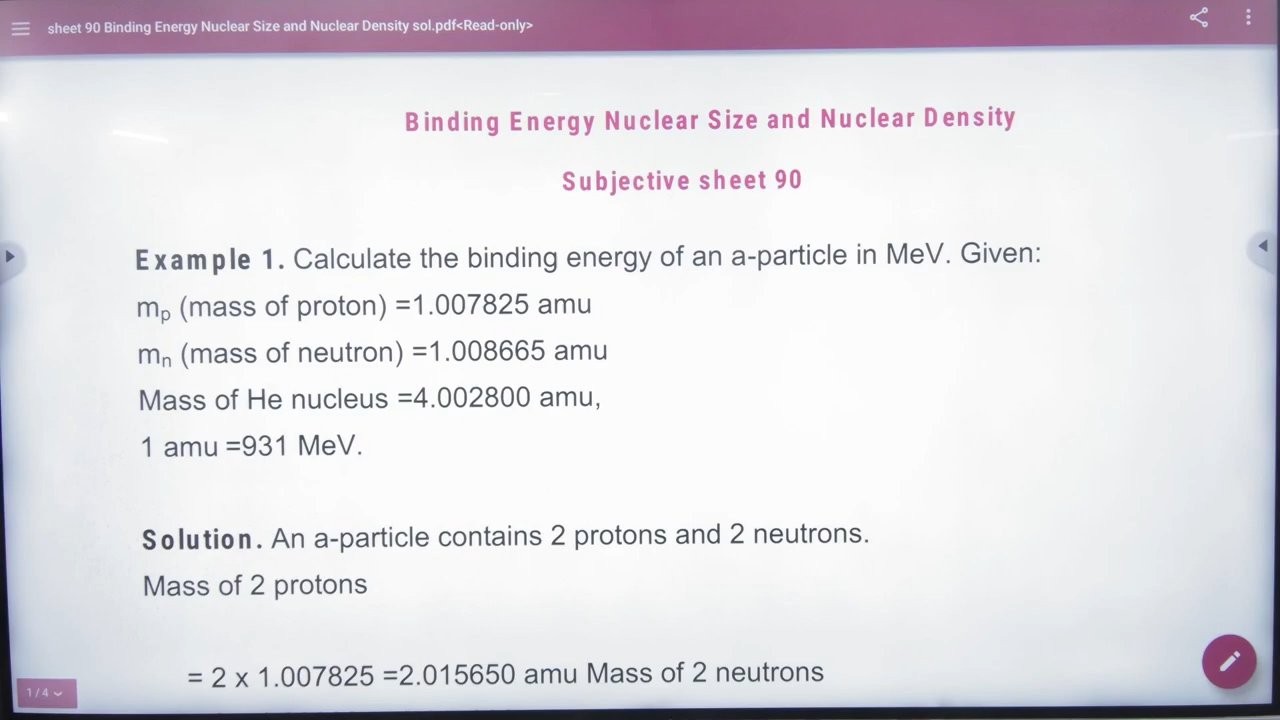 sheet 90 Binding Energy Nuclear Size and Nuclear Density sol.pdf<Read-only>
Binding Energy Nuclear Size and Nuclear Density
Subjective sheet 90
Example 1. Calculate the binding energy of an a-particle in MeV. Given:
mp (mass of proton) =1.007825 amu
mn (mass of neutron) =1.008665 amu
Mass of He nucleus =4.002800 amu,
1 amu =931 MeV.
Solution. An a-particle contains 2 protons and 2 neutrons.
Mass of 2 protons
= 2 x 1.007825 =2.015650 amu Mass of 2 neutrons
1/4